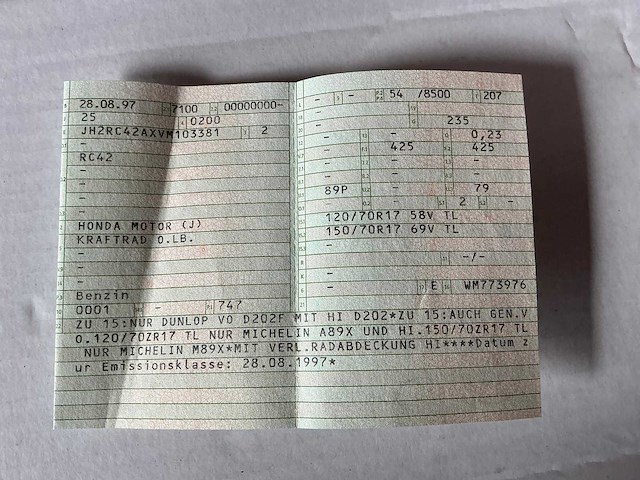 28.08.97 7100 00000000-
25 0200
JH2RC42AXVM103381 2
-
RC42
-
-
-
-
HONDA MOTOR (J)
KRAFTRAD O.LB.
-
-
-
Benzin
0001 - 747
- - 54 /8500 207
-
- 235
- - 0,23
- 425 425
-
- - -
89P - 79
- - 2 -
120/70R17 58V TL
150/70R17 69V TL
-
- -/-
-
- E WM773976
ZU 15:NUR DUNLOP VO D202F MIT HI D202*ZU 15:AUCH GEN.V
O.120/70ZR17 TL NUR MICHELIN A89X UND HI.150/70ZR17 TL
NUR MICHELIN M89X*MIT VERL.RADABDECKUNG HI****Datum z
ur Emissionsklasse: 28.08.1997*